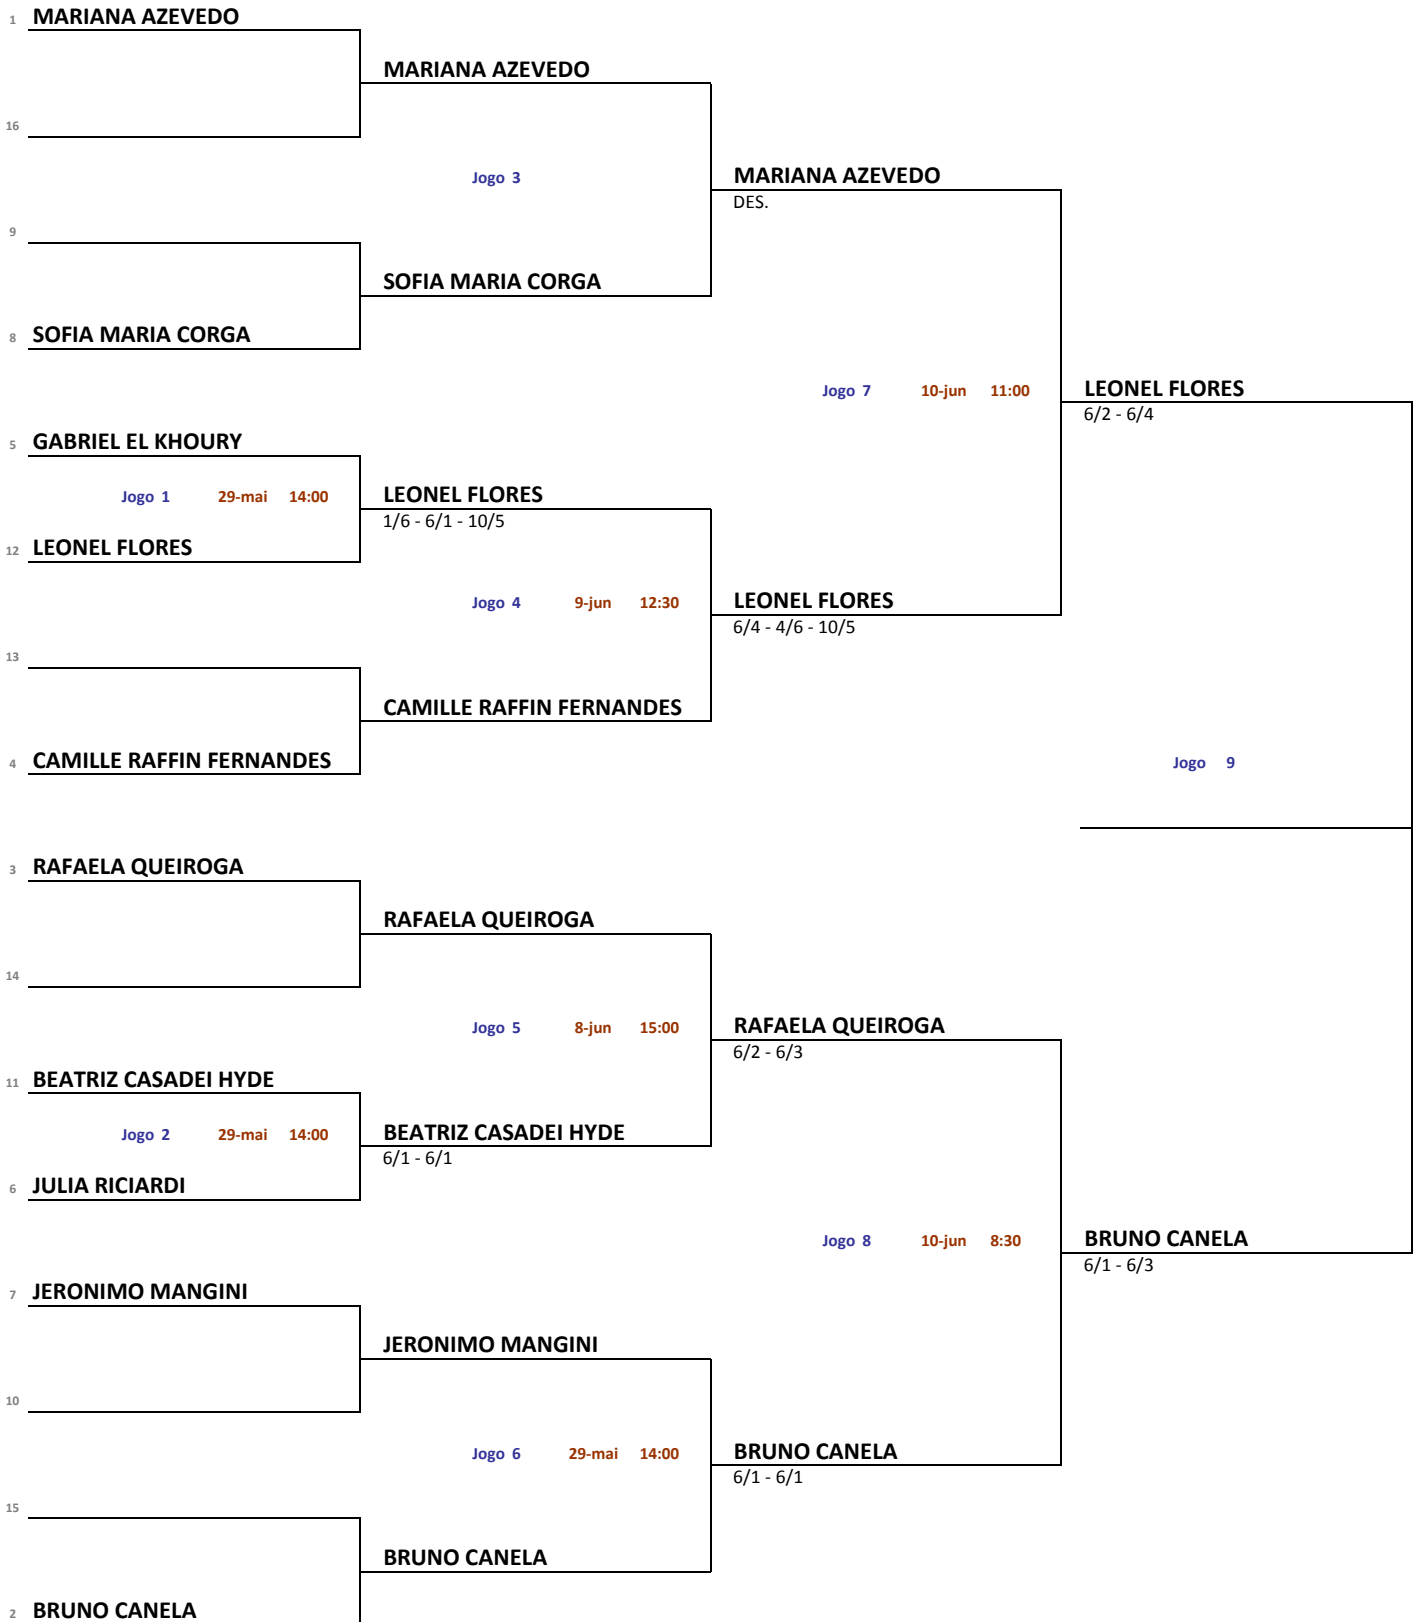 1 MARIANA AZEVEDO
MARIANA AZEVEDO
16
Jogo 3
MARIANA AZEVEDO
DES.
9
SOFIA MARIA CORGA
8 SOFIA MARIA CORGA
Jogo 7 10-jun 11:00
LEONEL FLORES
6/2 - 6/4
5 GABRIEL EL KHOURY
Jogo 1 29-mai 14:00
LEONEL FLORES
1/6 - 6/1 - 10/5
12 LEONEL FLORES
Jogo 4 9-jun 12:30
LEONEL FLORES
6/4 - 4/6 - 10/5
13
CAMILLE RAFFIN FERNANDES
4 CAMILLE RAFFIN FERNANDES
Jogo 9
3 RAFAELA QUEIROGA
RAFAELA QUEIROGA
14
Jogo 5 8-jun 15:00
RAFAELA QUEIROGA
6/2 - 6/3
11 BEATRIZ CASADEI HYDE
Jogo 2 29-mai 14:00
BEATRIZ CASADEI HYDE
6/1 - 6/1
6 JULIA RICIARDI
Jogo 8 10-jun 8:30
BRUNO CANELA
6/1 - 6/3
7 JERONIMO MANGINI
JERONIMO MANGINI
10
Jogo 6 29-mai 14:00
BRUNO CANELA
6/1 - 6/1
15
BRUNO CANELA
2 BRUNO CANELA